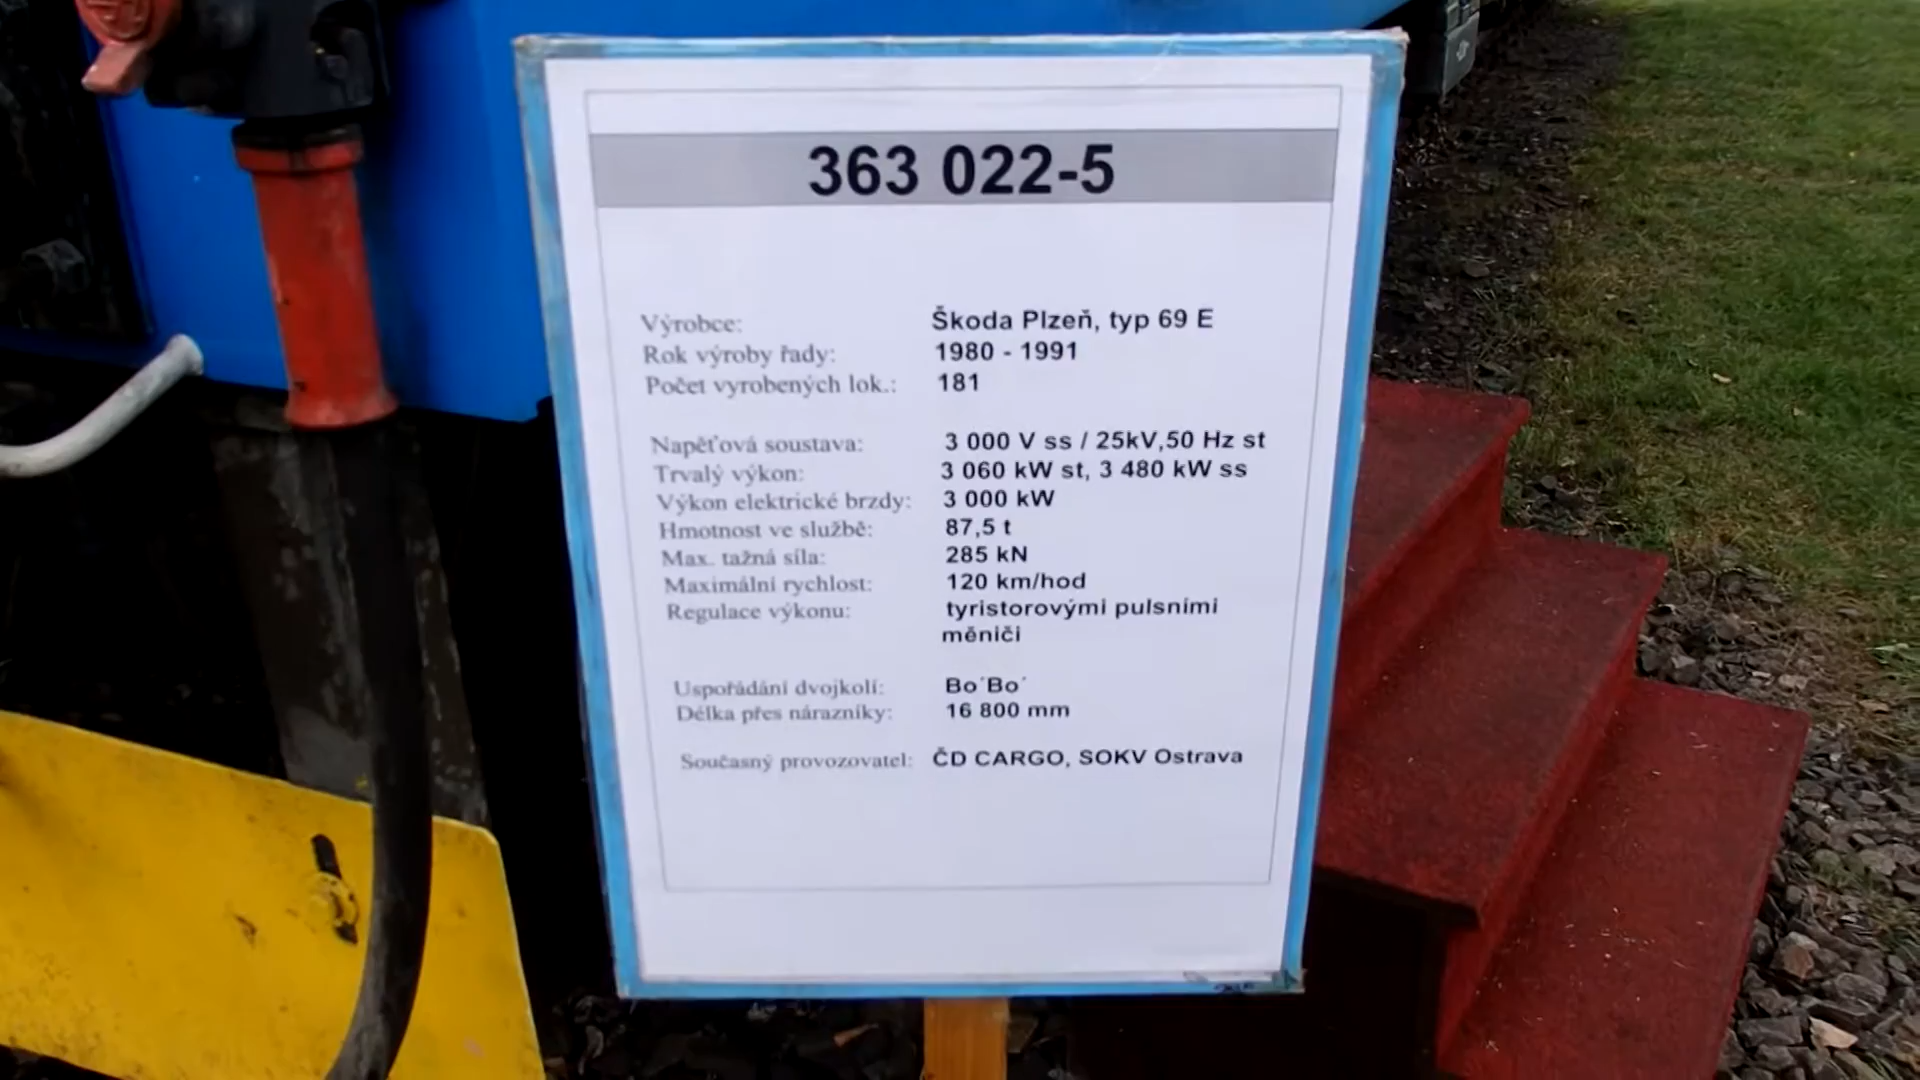 363 022-5
Výrobce: Škoda Plzeň, typ 69 E
Rok výroby řady: 1980 - 1991
Počet vyrobených lok.: 181
Napěťová soustava: 3 000 V ss / 25kV,50 Hz st
Trvalý výkon: 3 060 kW st, 3 480 kW ss
Výkon elektrické brzdy: 3 000 kW
Hmotnost ve službě: 87,5 t
Max. tažná síla: 285 kN
Maximální rychlost: 120 km/hod
Regulace výkonu: tyristorovými pulsními
měniči
Uspořádání dvojkolí: Bo´Bo´
Délka přes nárazníky: 16 800 mm
Současný provozovatel: ČD CARGO, SOKV Ostrava